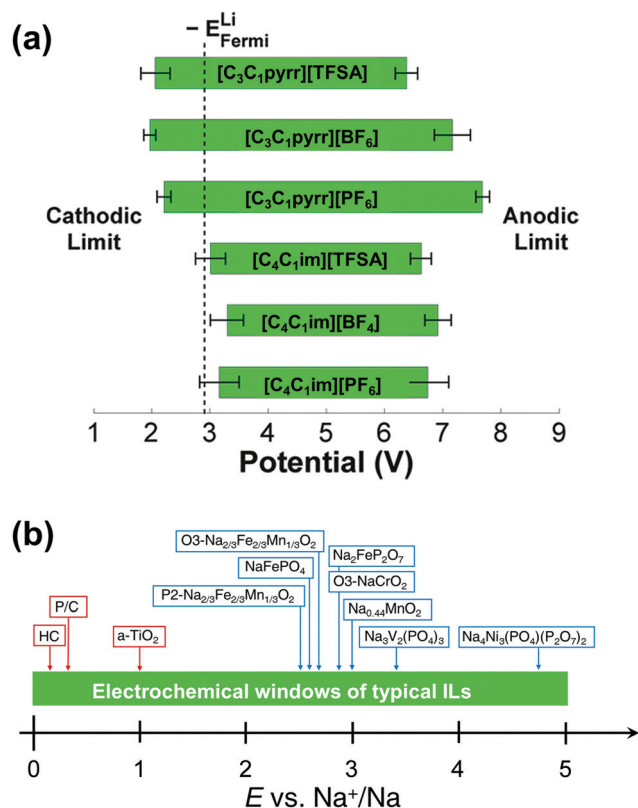 (a)
− E^Li_Fermi
[C₃C₁pyrr][TFSA]
[C₃C₁pyrr][BF₆]
[C₃C₁pyrr][PF₆]
Cathodic
Limit
Anodic
Limit
[C₄C₁im][TFSA]
[C₄C₁im][BF₄]
[C₄C₁im][PF₆]
1 2 3 4 5 6 7 8 9
Potential (V)
(b)
O3-Na₂/₃Fe₂/₃Mn₁/₃O₂
Na₂FeP₂O₇
NaFePO₄
O3-NaCrO₂
P2-Na₂/₃Fe₂/₃Mn₁/₃O₂
P/C
Na₀.₄₄MnO₂
HC
a-TiO₂
Na₃V₂(PO₄)₃
Na₄Ni₃(PO₄)(P₂O₇)₂
Electrochemical windows of typical ILs
0 1 2 3 4 5
E vs. Na⁺/Na